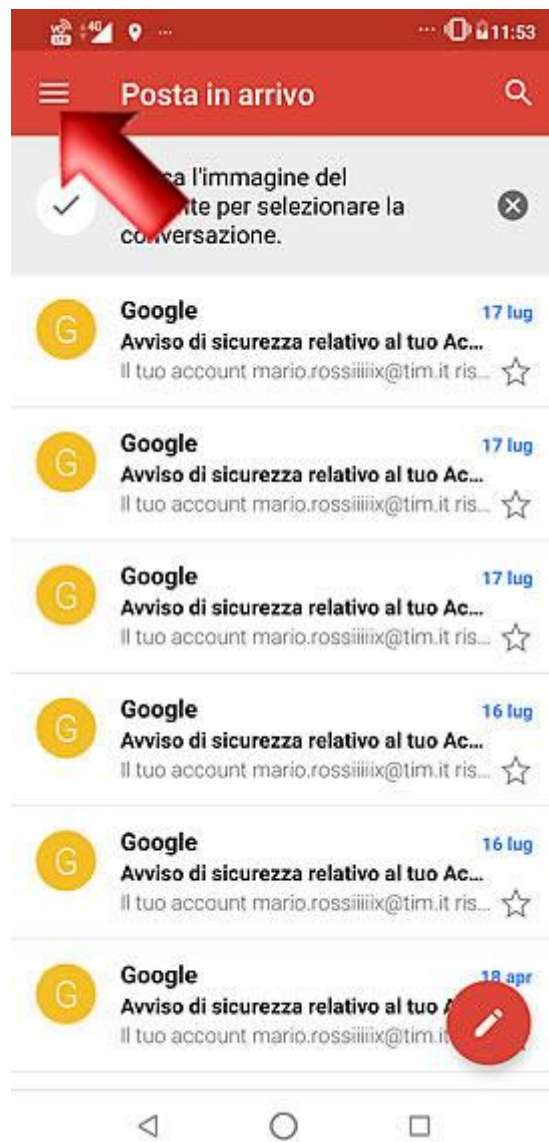 VO))
LTE
40
11:53
Posta in arrivo
l'immagine del
per selezionare la
conversazione.
G
Google
17 lug
Avviso di sicurezza relativo al tuo Ac...
Il tuo account mario.rossiiiiix@tim.it ris...
G
Google
17 lug
Avviso di sicurezza relativo al tuo Ac...
Il tuo account mario.rossiiiiix@tim.it ris...
G
Google
17 lug
Avviso di sicurezza relativo al tuo Ac...
Il tuo account mario.rossiiiiix@tim.it ris...
G
Google
16 lug
Avviso di sicurezza relativo al tuo Ac...
Il tuo account mario.rossiiiiix@tim.it ris...
G
Google
16 lug
Avviso di sicurezza relativo al tuo Ac...
Il tuo account mario.rossiiiiix@tim.it ris...
G
Google
18 apr
Avviso di sicurezza relativo al tuo
Il tuo account mario.rossiiiiix@tim.it